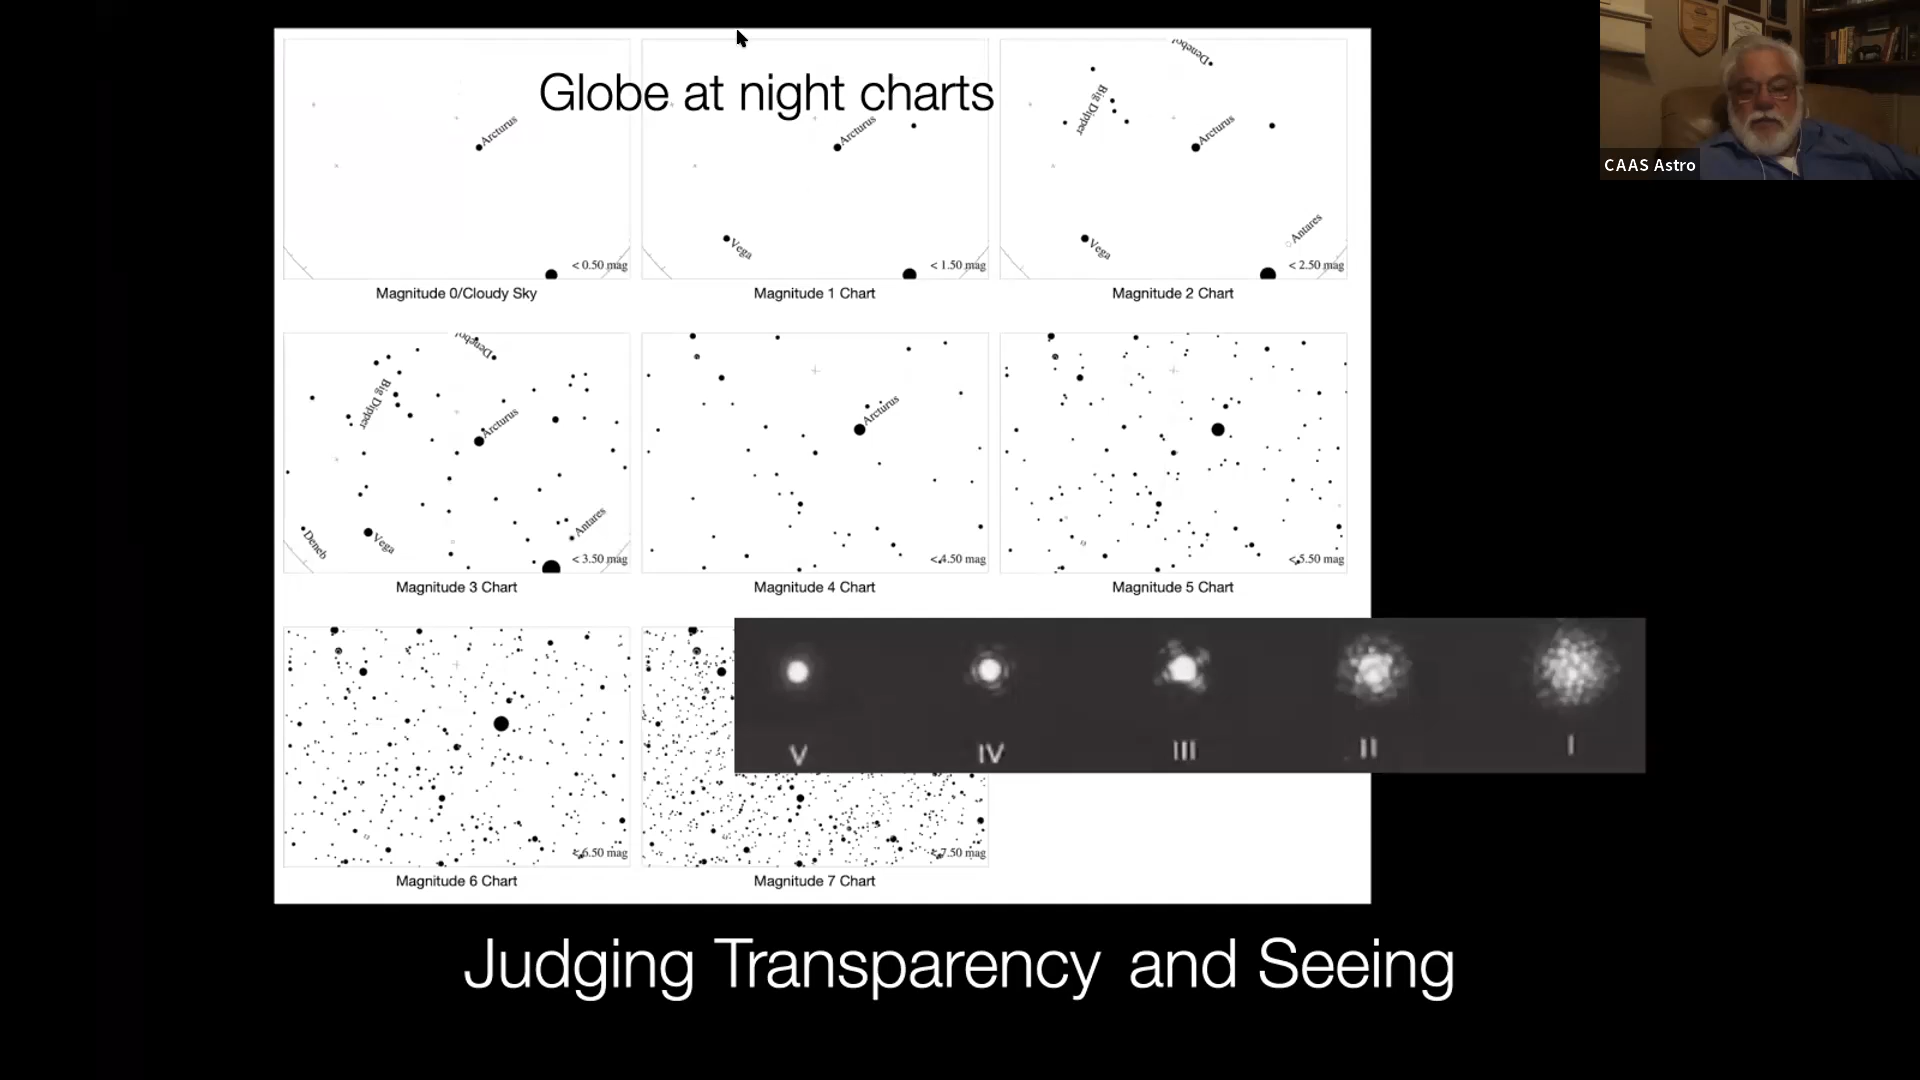 Globe at night charts
Arcturus
< 0.50 mag
Magnitude 0/Cloudy Sky
Arcturus
Vega
< 1.50 mag
Magnitude 1 Chart
Denebol
Big Dipper
Arcturus
Vega
Antares
< 2.50 mag
Magnitude 2 Chart
Denebol
Big Dipper
Arcturus
Deneb
Vega
Antares
< 3.50 mag
Magnitude 3 Chart
Arcturus
< 4.50 mag
Magnitude 4 Chart
< 5.50 mag
Magnitude 5 Chart
< 6.50 mag
Magnitude 6 Chart
< 7.50 mag
Magnitude 7 Chart
V IV III II I
Judging Transparency and Seeing
CAAS Astro